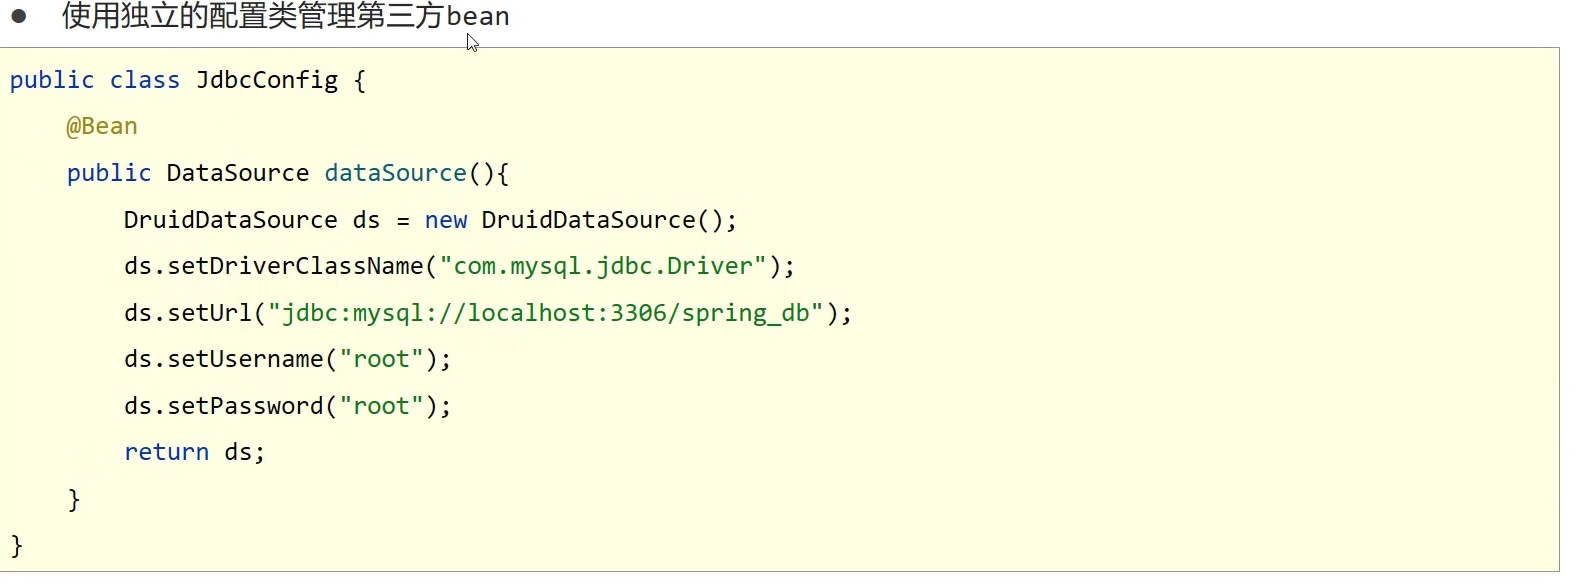 ● 使用独立的配置类管理第三方bean
public class JdbcConfig {
    @Bean
    public DataSource dataSource(){
        DruidDataSource ds = new DruidDataSource();
        ds.setDriverClassName("com.mysql.jdbc.Driver");
        ds.setUrl("jdbc:mysql://localhost:3306/spring_db");
        ds.setUsername("root");
        ds.setPassword("root");
        return ds;
    }
}